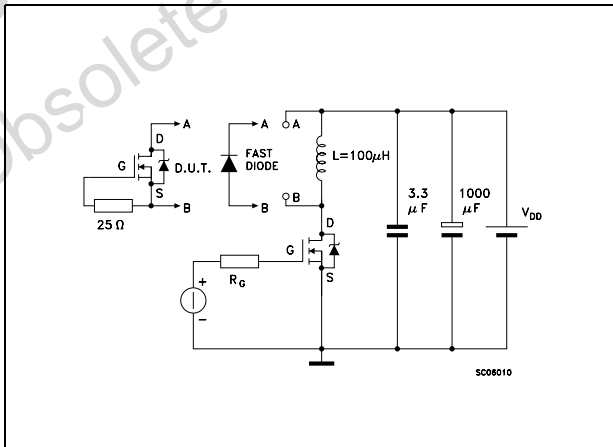 obsolete
A
A
A
D
G
D.U.T.
FAST
DIODE
L=100μH
S
B
B
B
25 Ω
3.3
μF
1000
μF
VDD
D
G
S
RG
+
-
SC06010